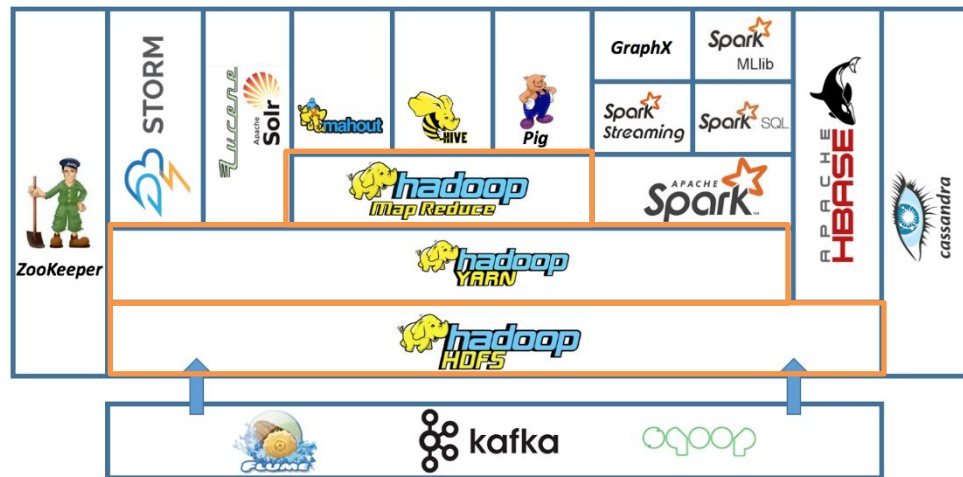 ZooKeeper
STORM
Lucene
Apache
Solr
mahout
HIVE
Pig
GraphX
Spark
MLlib
Spark
Streaming
Spark SQL
hadoop
Map Reduce
APACHE
Spark™
APACHE
HBASE
cassandra
hadoop
YARN
hadoop
HDFS
FLUME
kafka
sqoop